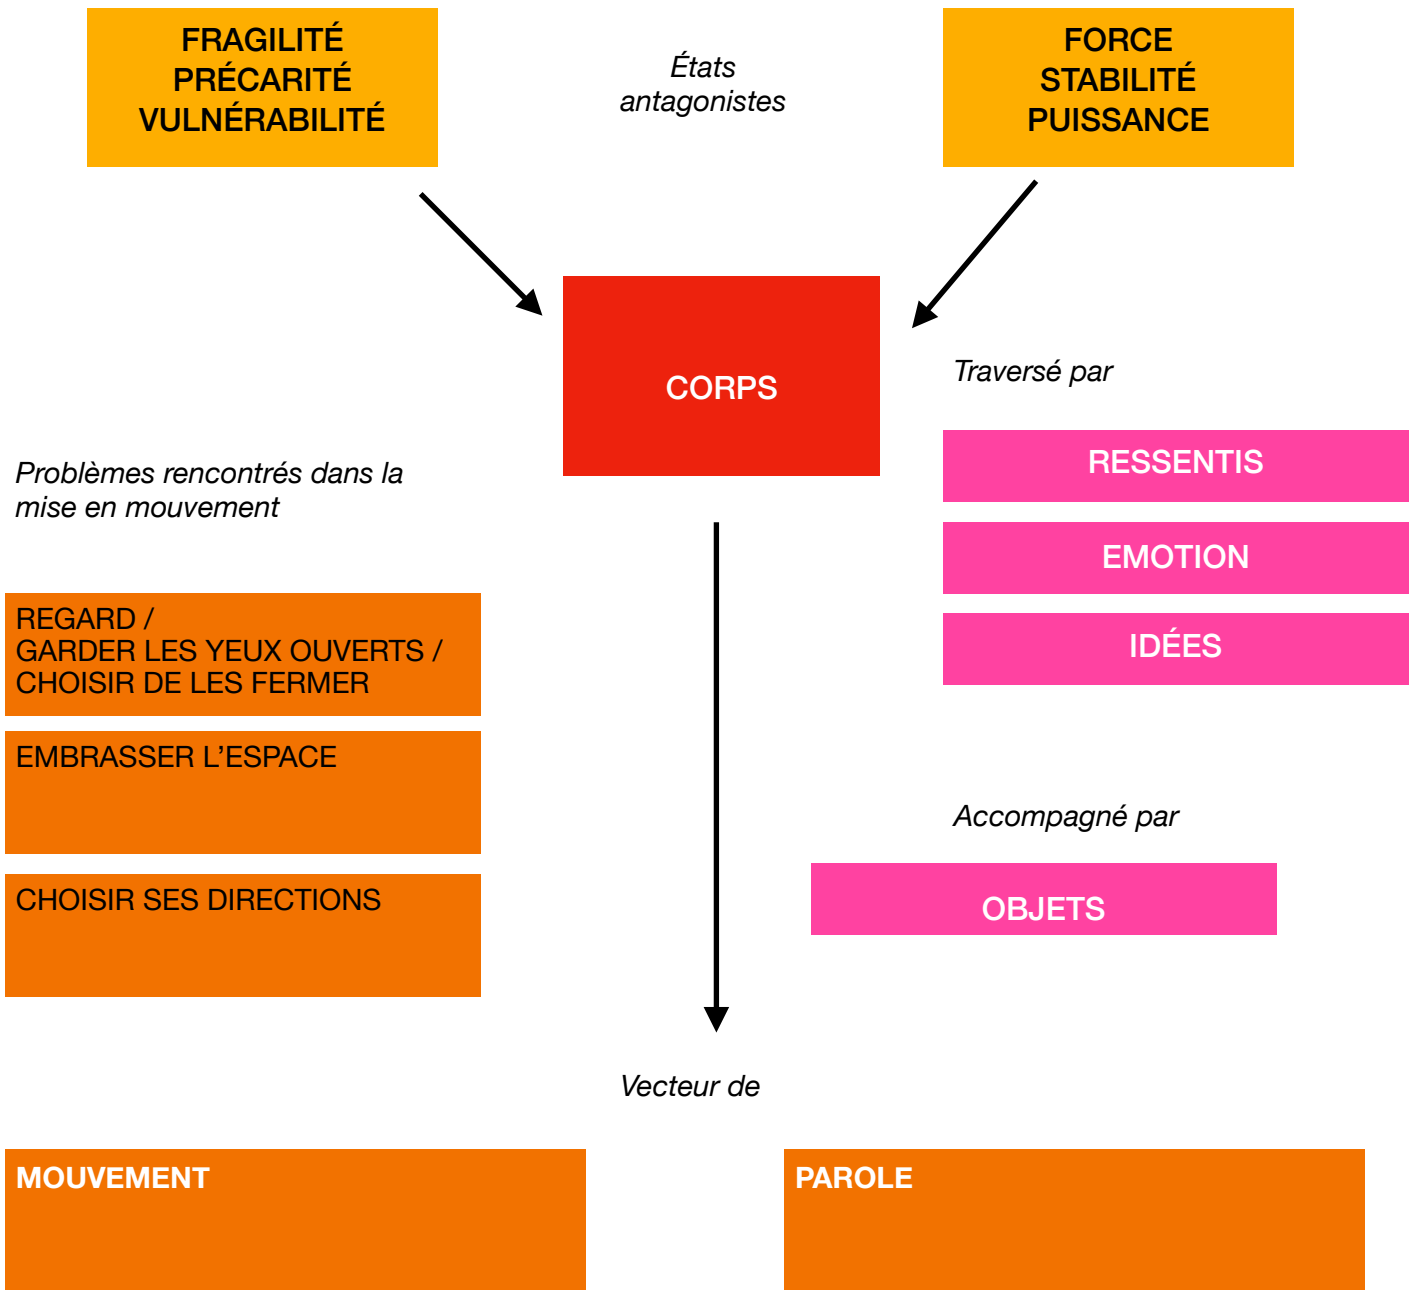 FRAGILITÉ
PRÉCARITÉ
VULNÉRABILITÉ
États
antagonistes
FORCE
STABILITÉ
PUISSANCE
CORPS
Traversé par
RESSENTIS
EMOTION
IDÉES
Problèmes rencontrés dans la
mise en mouvement
REGARD /
GARDER LES YEUX OUVERTS /
CHOISIR DE LES FERMER
EMBRASSER L’ESPACE
CHOISIR SES DIRECTIONS
Accompagné par
OBJETS
Vecteur de
MOUVEMENT
PAROLE